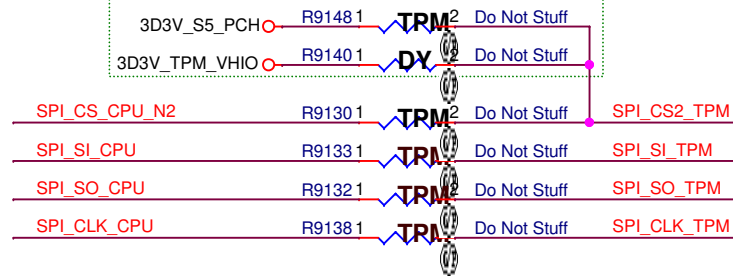 3D3V_S5_PCH R9148 1 TPM 2 Do Not Stuff
3D3V_TPM_VHIO R9140 1 DY 2 Do Not Stuff
SPI_CS_CPU_N2 R9130 1 TPM 2 Do Not Stuff SPI_CS2_TPM
SPI_SI_CPU R9133 1 TPM Do Not Stuff SPI_SI_TPM
SPI_SO_CPU R9132 1 TPM 2 Do Not Stuff SPI_SO_TPM
SPI_CLK_CPU R9138 1 TPM Do Not Stuff SPI_CLK_TPM